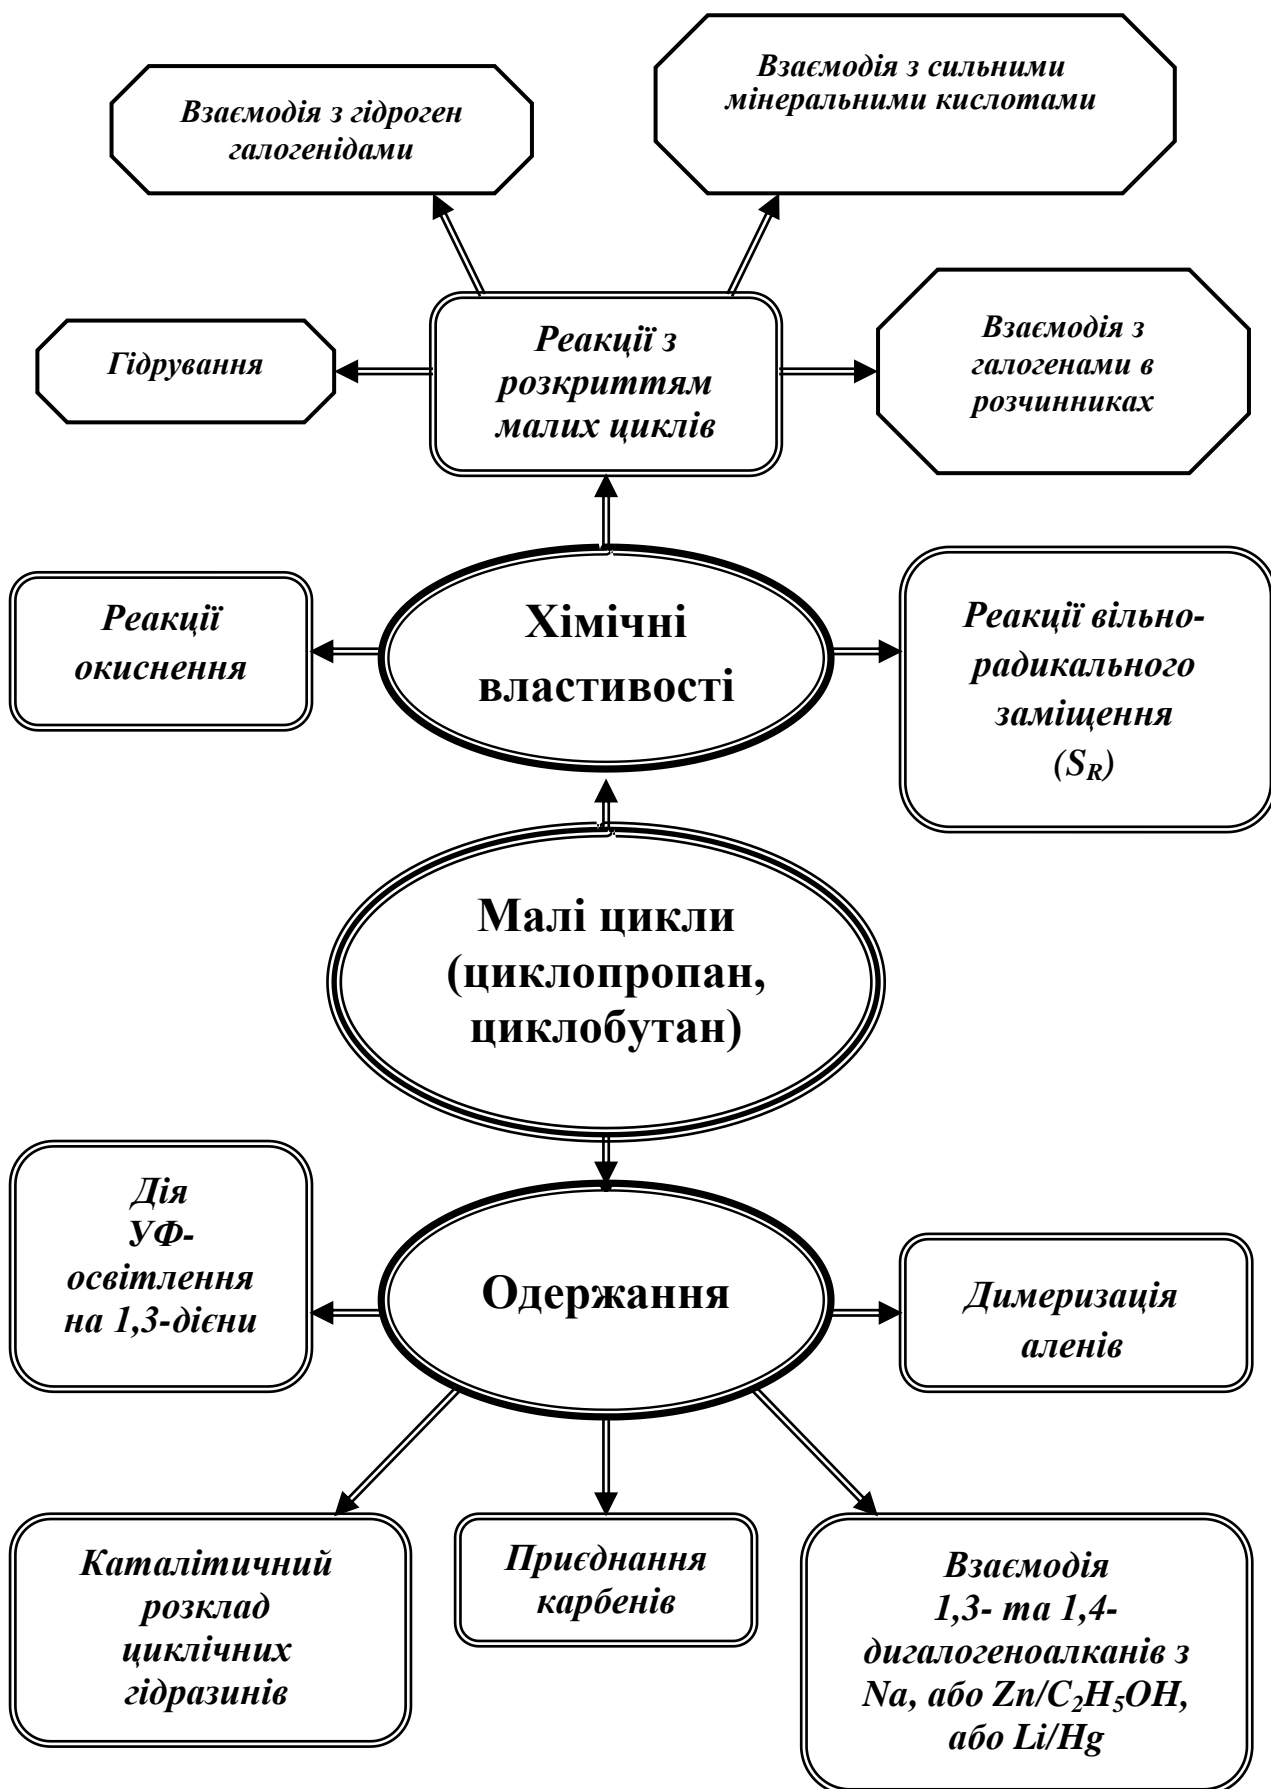 Взаємодія з сильними
мінеральними кислотами
Взаємодія з гідроген
галогенідами
Гідрування
Реакції з
розкриттям
малих циклів
Взаємодія з
галогенами в
розчинниках
Реакції
окиснення
Хімічні
властивості
Реакції вільно-
радикального
заміщення
(S_R)
Малі цикли
(циклопропан,
циклобутан)
Дія
УФ-
освітлення
на 1,3-дієни
Одержання
Димеризація
аленів
Каталітичний
розклад
циклічних
гідразинів
Приєднання
карбенів
Взаємодія
1,3- та 1,4-
дигалогеноалканів з
Na, або Zn/C₂H₅OH,
або Li/Hg